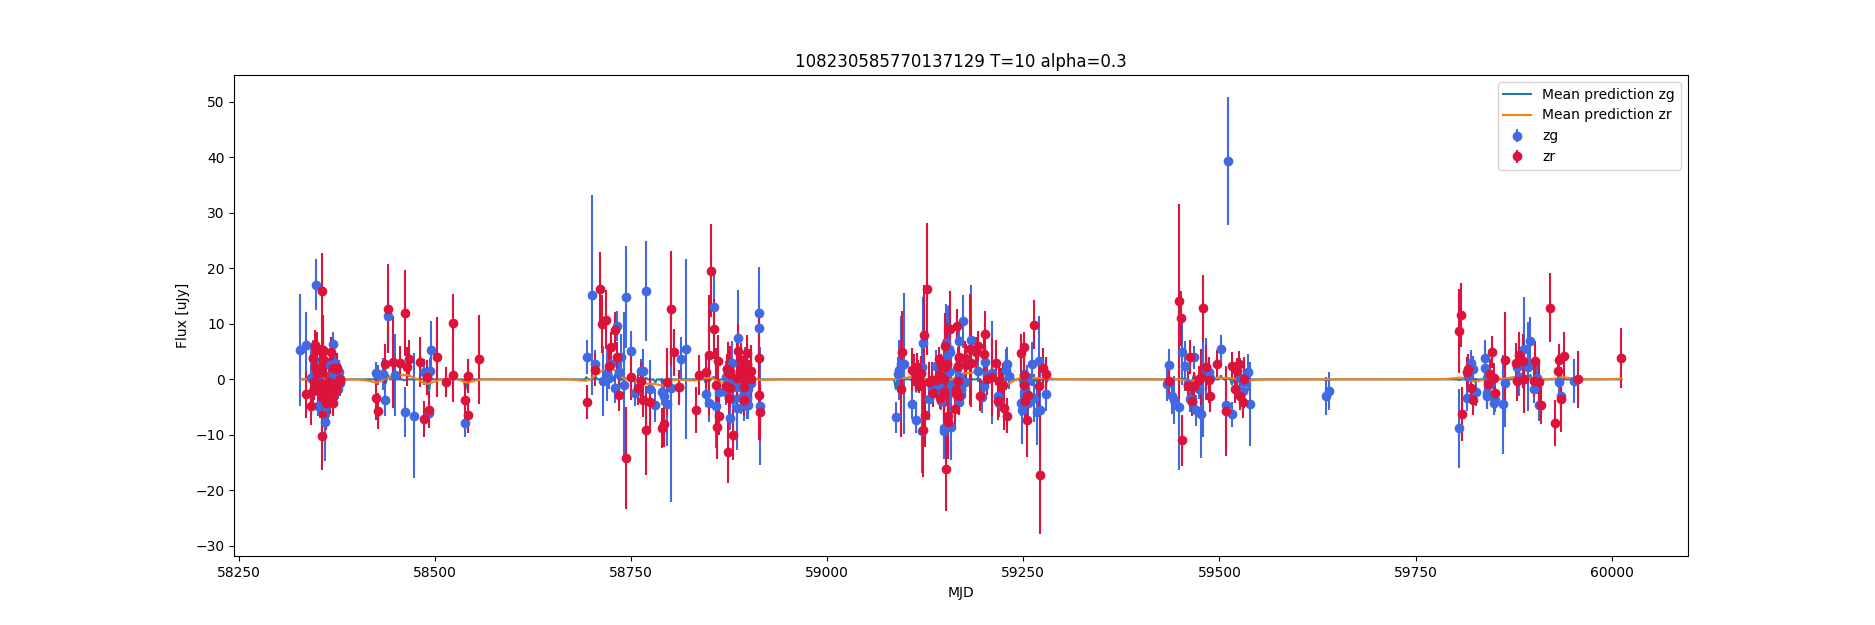 108230585770137129 T=10 alpha=0.3
Mean prediction zg
Mean prediction zr
zg
zr
Flux [uJy]
50
40
30
20
10
0
−10
−20
−30
58250 58500 58750 59000 59250 59500 59750 60000
MJD